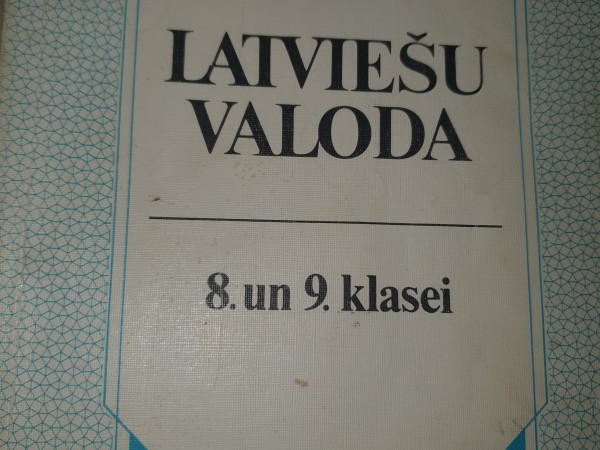 LATVIEŠU
VALODA
8. un 9. klasei